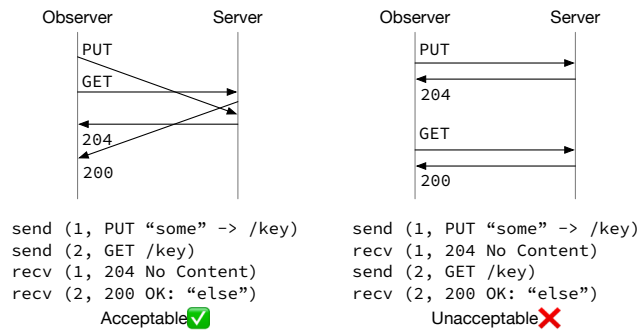 Observer Server
PUT
GET
204
200
send (1, PUT “some” -> /key)
send (2, GET /key)
recv (1, 204 No Content)
recv (2, 200 OK: “else”)
Acceptable✅
Observer Server
PUT
204
GET
200
send (1, PUT “some” -> /key)
recv (1, 204 No Content)
send (2, GET /key)
recv (2, 200 OK: “else”)
Unacceptable❌